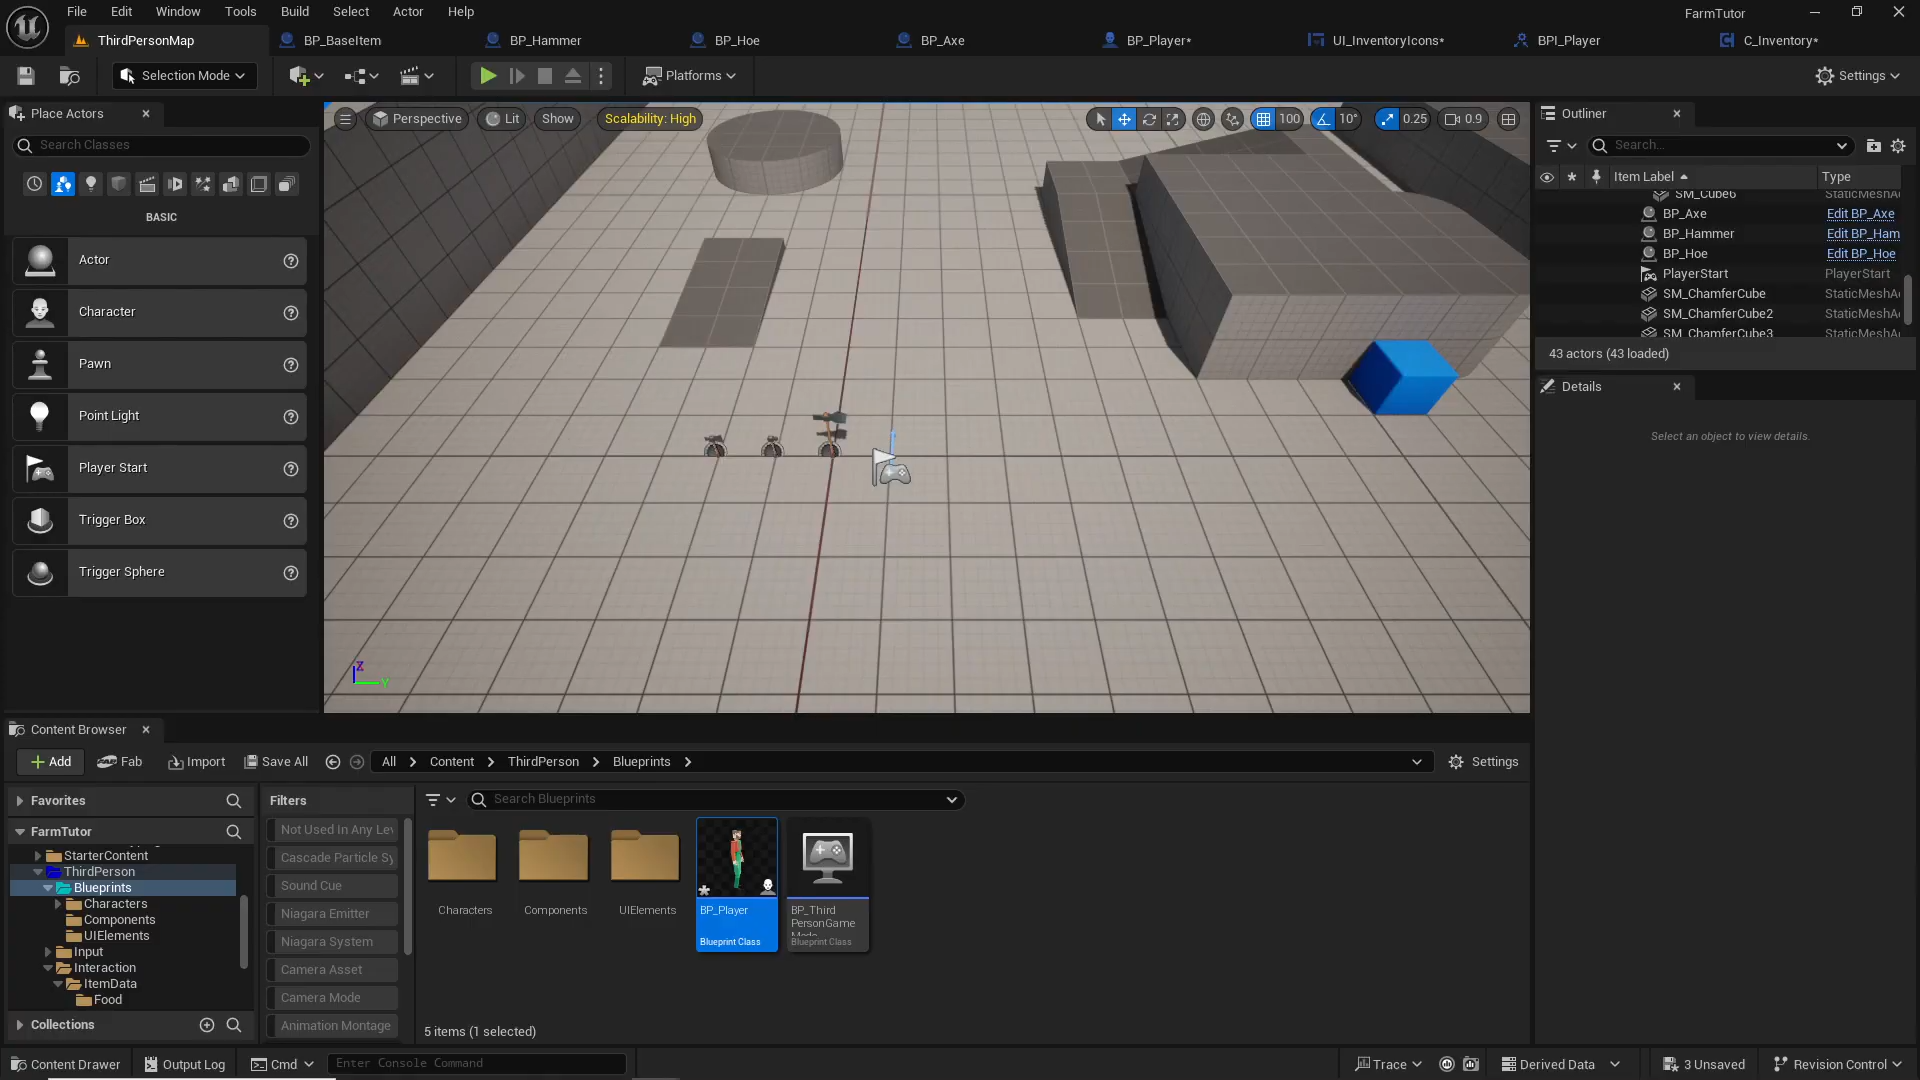 File Edit Window Tools Build Select Actor Help
FarmTutor
ThirdPersonMap
BP_BaseItem
BP_Hammer
BP_Hoe
BP_Axe
BP_Player*
UI_InventoryIcons*
BPI_Player
C_Inventory*
Selection Mode
Platforms
Settings
Place Actors
Search Classes
BASIC
Actor
Character
Pawn
Point Light
Player Start
Trigger Box
Trigger Sphere
Perspective
Lit
Show
Scalability: High
100
10°
0.25
0.9
Z
Y
Outliner
Search...
Item Label
Type
SM_Cube6 StaticMeshA
BP_Axe Edit BP_Axe
BP_Hammer Edit BP_Ham
BP_Hoe Edit BP_Hoe
PlayerStart PlayerStart
SM_ChamferCube StaticMeshA
SM_ChamferCube2 StaticMeshA
SM_ChamferCube3 StaticMeshA
43 actors (43 loaded)
Details
Select an object to view details.
Content Browser
Add
Fab
Import
Save All
All > Content > ThirdPerson > Blueprints >
Settings
Favorites
FarmTutor
StarterContent
ThirdPerson
Blueprints
Characters
Components
UIElements
Input
Interaction
ItemData
Food
Collections
Filters
Not Used In Any Lev
Cascade Particle Sy
Sound Cue
Niagara Emitter
Niagara System
Camera Asset
Camera Mode
Animation Montage
Search Blueprints
Characters
Components
UIElements
BP_Player
Blueprint Class
BP_Third
PersonGame
Mode
Blueprint Class
5 items (1 selected)
Content Drawer
Output Log
Cmd
Enter Console Command
Trace
Derived Data
3 Unsaved
Revision Control